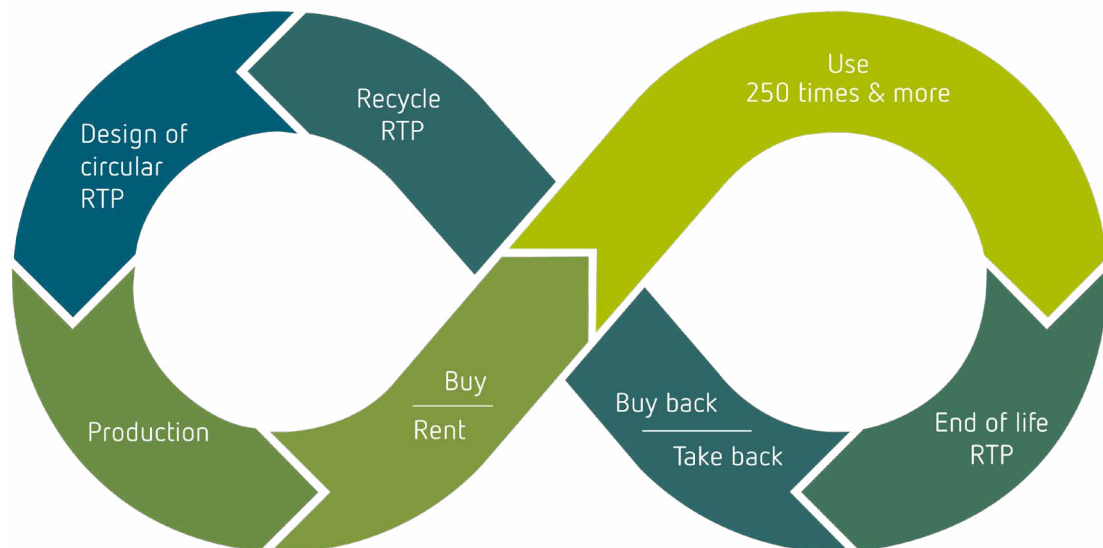 Design of
circular
RTP
Recycle
RTP
Use
250 times & more
Production
Buy
Rent
Buy back
Take back
End of life
RTP